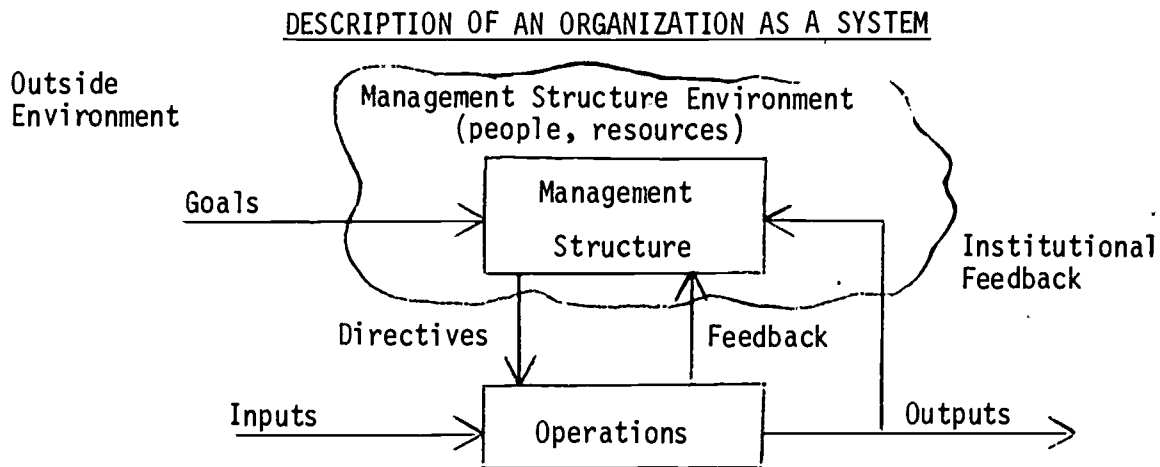 DESCRIPTION OF AN ORGANIZATION AS A SYSTEM
Outside
Environment
Management Structure Environment
(people, resources)
Management
Structure
Goals
Institutional
Feedback
Directives
Feedback
Inputs
Operations
Outputs